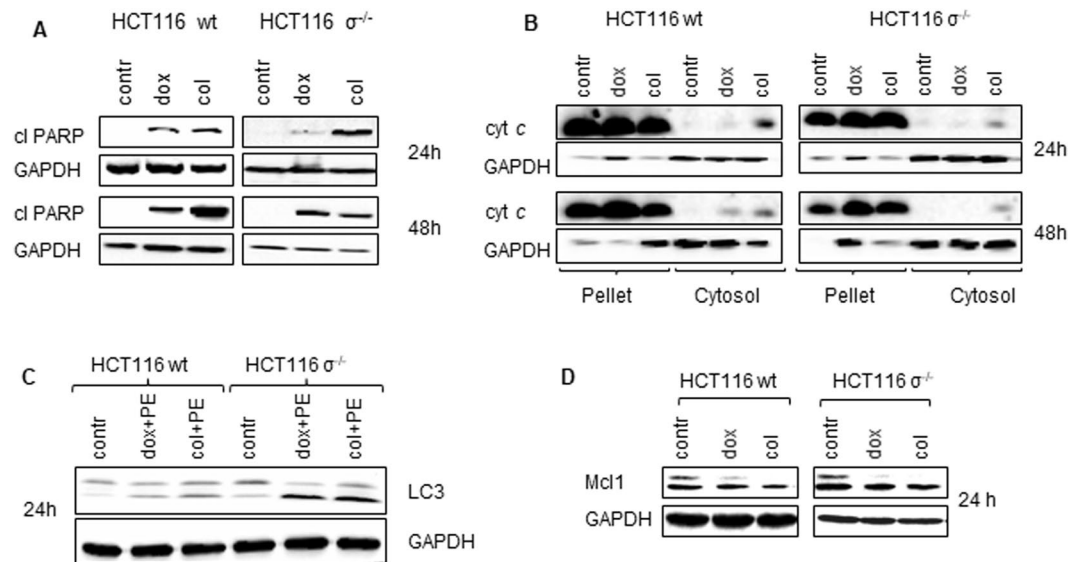 A
HCT116 wt HCT116 σ-/-
contr dox col contr dox col
cl PARP
24h
GAPDH
cl PARP
48h
GAPDH
B
HCT116 wt HCT116 σ-/-
contr dox col contr dox col contr dox col contr dox col
cyt c
24h
GAPDH
cyt c
48h
GAPDH
Pellet Cytosol Pellet Cytosol
C
HCT116 wt HCT116 σ-/-
contr dox+PE col+PE contr dox+PE col+PE
LC3
24h
GAPDH
D
HCT116 wt HCT116 σ-/-
contr dox col contr dox col
Mcl1
24 h
GAPDH